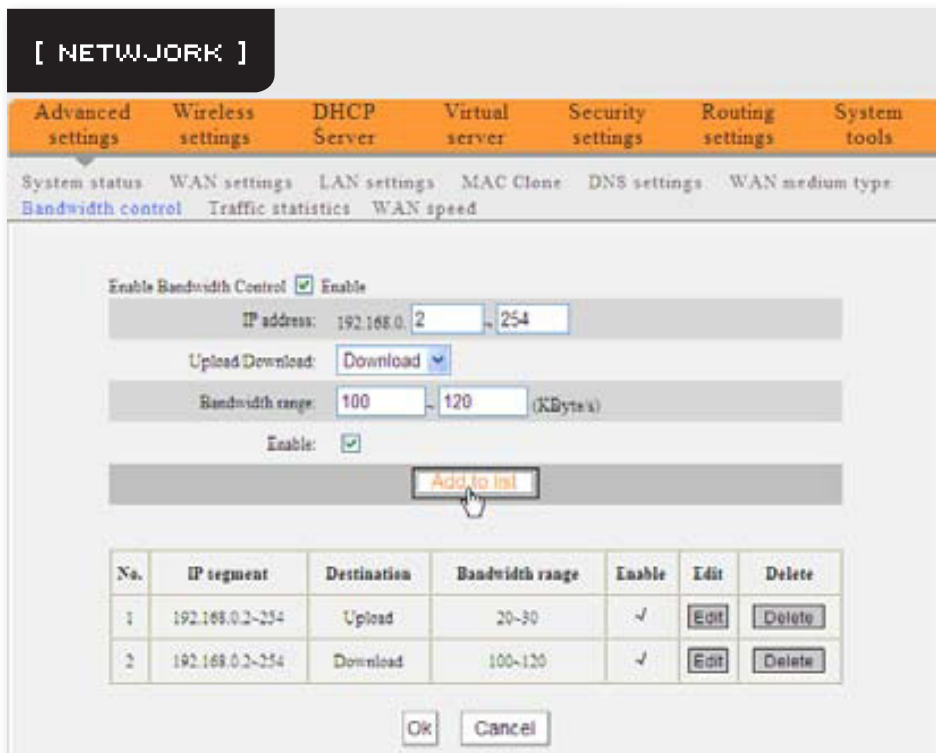 [ NETWJORK ]
Advanced settings
Wireless settings
DHCP Server
Virtual server
Security settings
Routing settings
System tools
System status WAN settings LAN settings MAC Clone DNS settings WAN medium type
Bandwidth control Traffic statistics WAN speed
Enable Bandwidth Control Enable
IP address: 192.168.0. 2 ~ 254
Upload/Download: Download
Bandwidth range: 100 ~ 120 (KByte/s)
Enable:
Add to list
No. IP segment Destination Bandwidth range Enable Edit Delete
1 192.168.0.2~254 Upload 20~30 √ Edit Delete
2 192.168.0.2~254 Download 100~120 √ Edit Delete
Ok Cancel